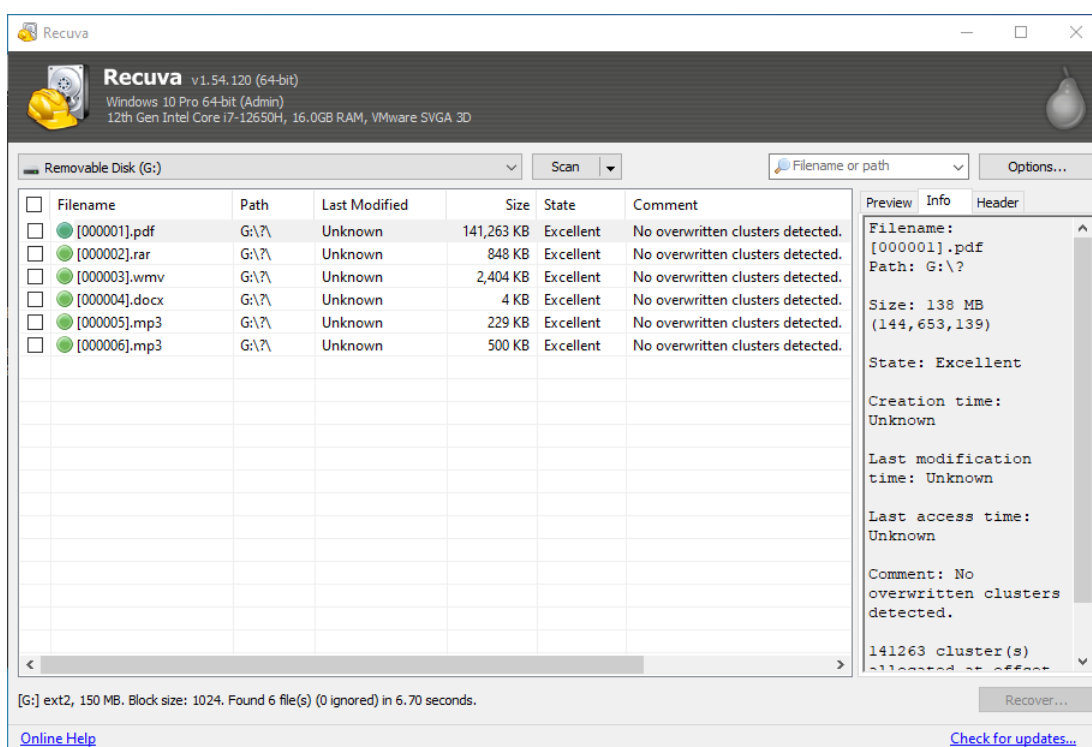 Recuva
Recuva v1.54.120 (64-bit)
Windows 10 Pro 64-bit (Admin)
12th Gen Intel Core i7-12650H, 16.0GB RAM, VMware SVGA 3D
Removable Disk (G:) Scan Filename or path Options...
Filename Path Last Modified Size State Comment
[000001].pdf G:\?\ Unknown 141,263 KB Excellent No overwritten clusters detected.
[000002].rar G:\?\ Unknown 848 KB Excellent No overwritten clusters detected.
[000003].wmv G:\?\ Unknown 2,404 KB Excellent No overwritten clusters detected.
[000004].docx G:\?\ Unknown 4 KB Excellent No overwritten clusters detected.
[000005].mp3 G:\?\ Unknown 229 KB Excellent No overwritten clusters detected.
[000006].mp3 G:\?\ Unknown 500 KB Excellent No overwritten clusters detected.
Preview Info Header
Filename:
[000001].pdf
Path: G:\?
Size: 138 MB
(144,653,139)
State: Excellent
Creation time:
Unknown
Last modification
time: Unknown
Last access time:
Unknown
Comment: No
overwritten clusters
detected.
141263 cluster(s)
allocated at offset
[G:] ext2, 150 MB. Block size: 1024. Found 6 file(s) (0 ignored) in 6.70 seconds.
Recover...
Online Help Check for updates...